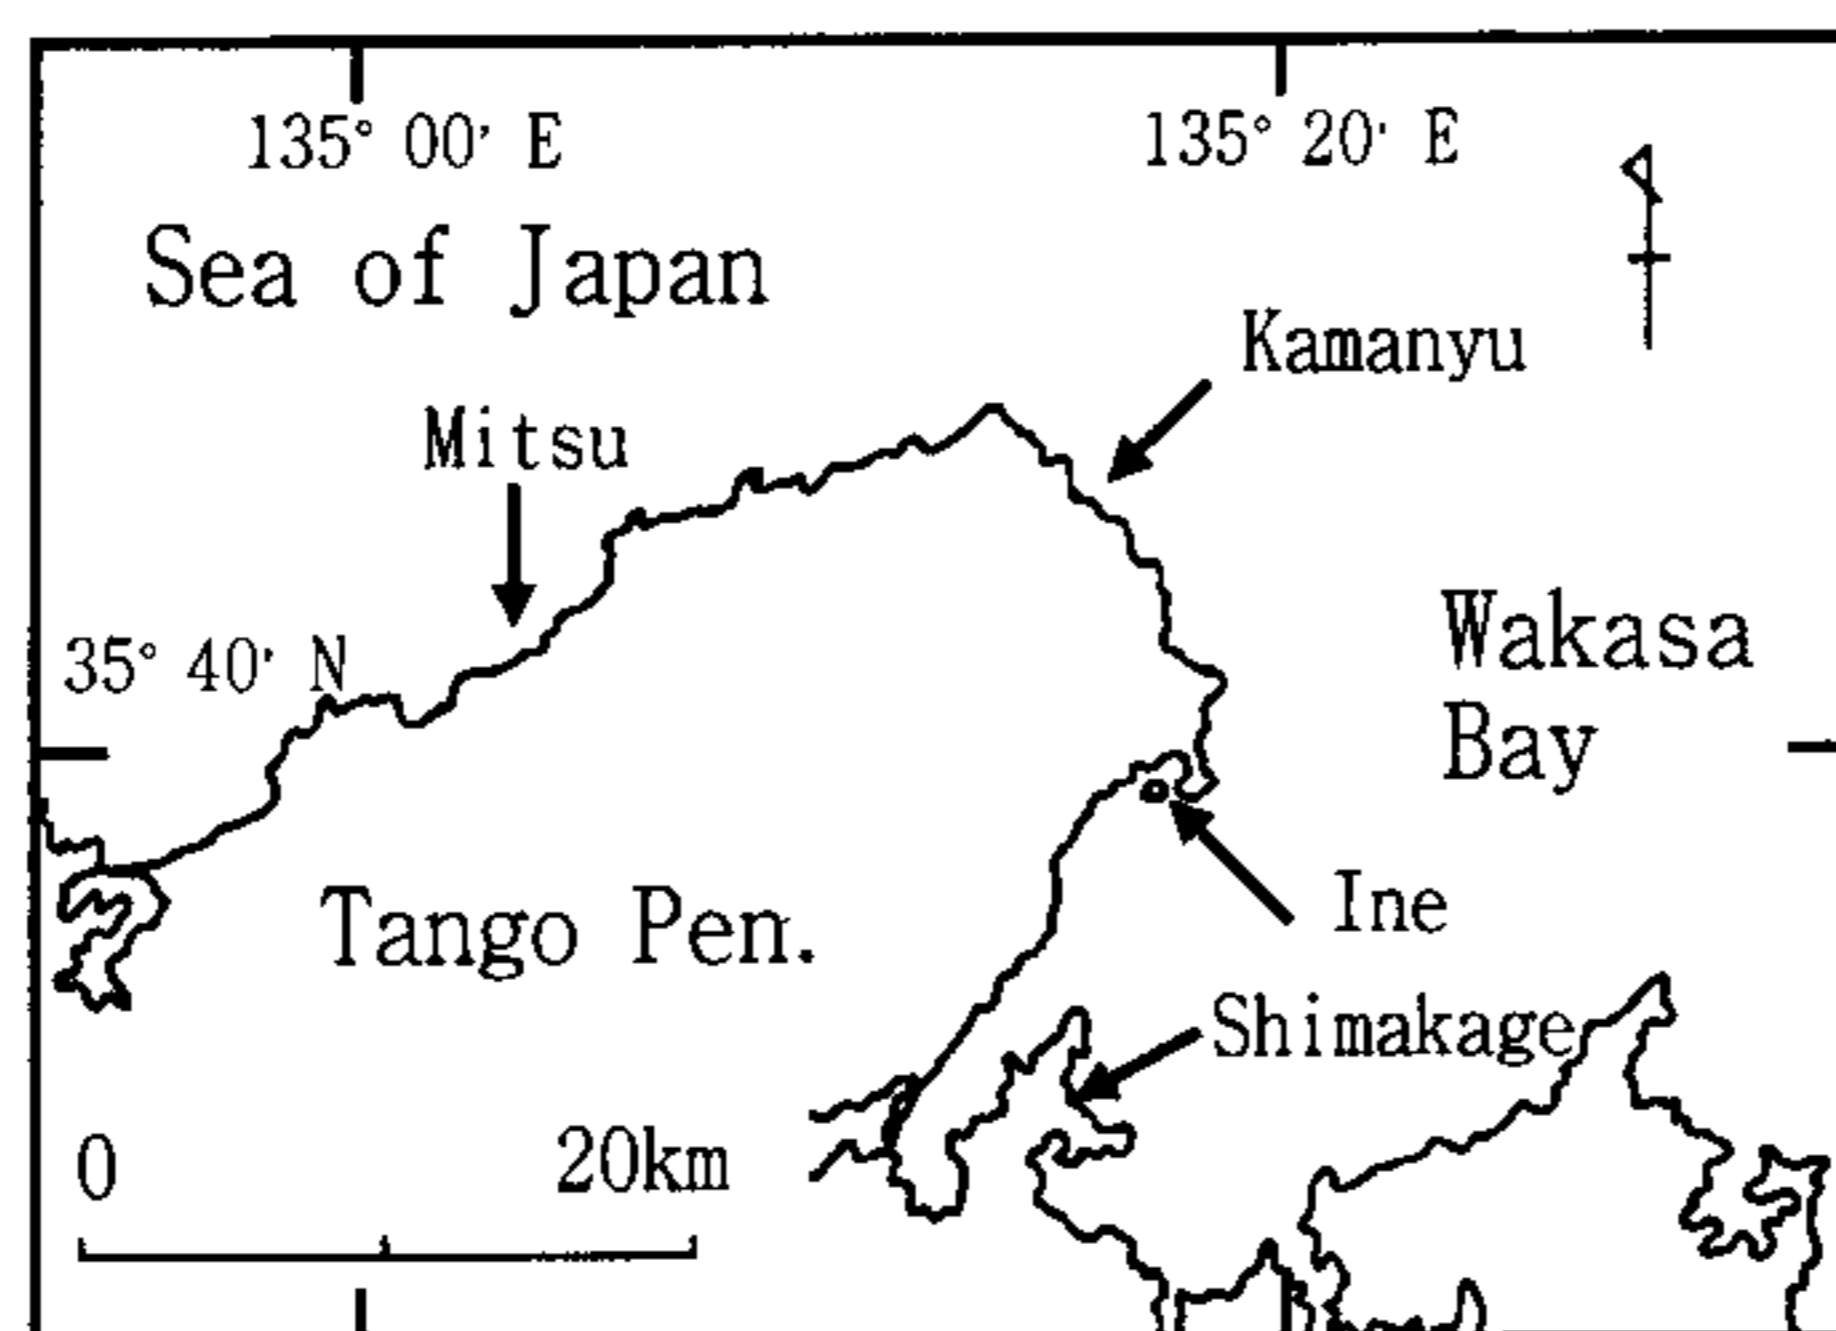 135° 00' E
135° 20' E
Sea of Japan
Kamanyu
Mitsu
35° 40' N
Wakasa
Bay
Ine
Tango Pen.
Shimakage
0
20km